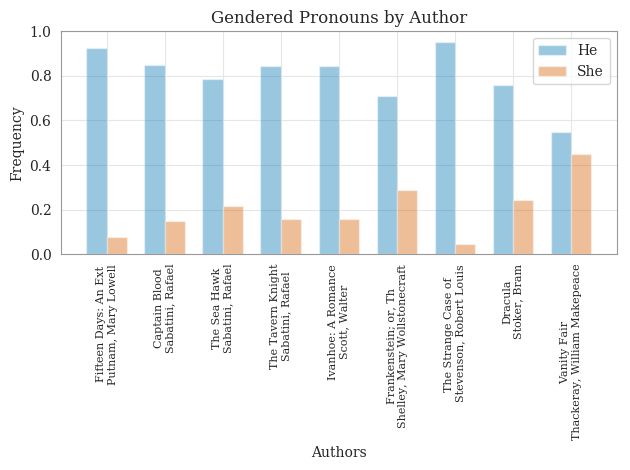 Gendered Pronouns by Author
He
She
Frequency
1.0
0.8
0.6
0.4
0.2
0.0
Fifteen Days: An Ext
Putnam, Mary Lowell
Captain Blood
Sabatini, Rafael
The Sea Hawk
Sabatini, Rafael
The Tavern Knight
Sabatini, Rafael
Ivanhoe: A Romance
Scott, Walter
Frankenstein; or, Th
Shelley, Mary Wollstonecraft
The Strange Case of
Stevenson, Robert Louis
Dracula
Stoker, Bram
Vanity Fair
Thackeray, William Makepeace
Authors